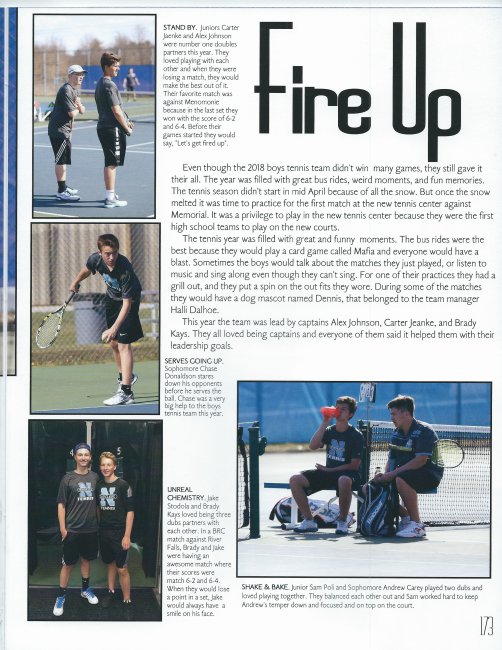 STAND BY. Juniors Carter
Jaenke and Alex Johnson
were number one doubles
partners this year. They
loved playing with each
other and when they were
losing a match, they would
make the best out of it.
Their favorite match was
against Menomonie
because in the last set they
won with the score of 6-2
and 6-4. Before their
games started they would
say, "Let's get fired up".
Fire Up
Even though the 2018 boys tennis team didn't win many games, they still gave it
their all. The year was filled with great bus rides, weird moments, and fun memories.
The tennis season didn't start in mid April because of all the snow. But once the snow
melted it was time to practice for the first match at the new tennis center against
Memorial. It was a privilege to play in the new tennis center because they were the first
high school teams to play on the new courts.
The tennis year was filled with great and funny moments. The bus rides were the
best because they would play a card game called Mafia and everyone would have a
blast. Sometimes the boys would talk about the matches they just played, or listen to
music and sing along even though they can't sing. For one of their practices they had a
grill out, and they put a spin on the out fits they wore. During some of the matches
they would have a dog mascot named Dennis, that belonged to the team manager
Halli Dalhoe.
This year the team was lead by captains Alex Johnson, Carter Jeanke, and Brady
Kays. They all loved being captains and everyone of them said it helped them with their
leadership goals.
SERVES GOING UP.
Sophomore Chase
Donaldson stares
down his opponents
before he serves the
ball. Chase was a very
big help to the boys
tennis team this year.
UNREAL
CHEMISTRY. Jake
Stodola and Brady
Kays loved being three
dubs partners with
each other. In a BRC
match against River
Falls, Brady and Jake
were having an
awesome match where
their scores were
match 6-2 and 6-4.
When they would lose
a point in a set, Jake
would always have a
smile on his face.
N
TENNIS
N
TENNIS
N
SHAKE & BAKE. Junior Sam Poli and Sophomore Andrew Carey played two dubs and
loved playing together. They balanced each other out and Sam worked hard to keep
Andrew's temper down and focused and on top on the court.
173